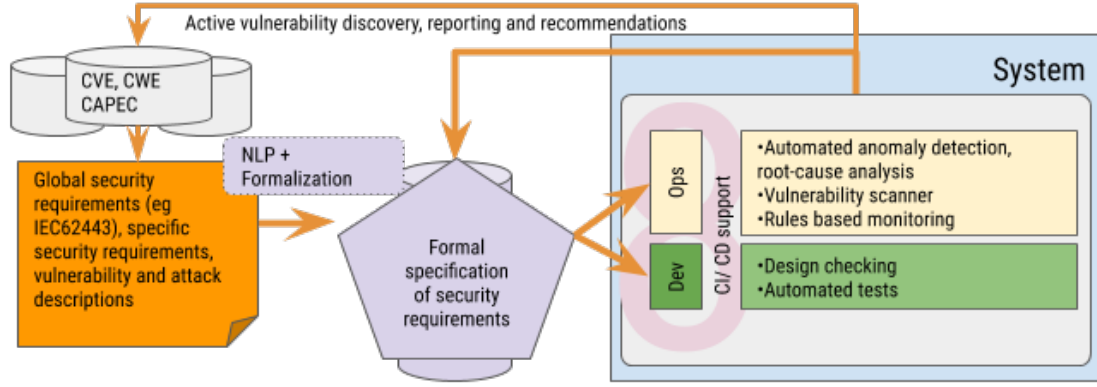 Active vulnerability discovery, reporting and recommendations
System
CVE, CWE
CAPEC
NLP +
Formalization
Global security
requirements (eg
IEC62443), specific
security requirements,
vulnerability and attack
descriptions
Formal
specification
of security
requirements
Ops
Dev
CI/ CD support
•Automated anomaly detection,
root-cause analysis
•Vulnerability scanner
•Rules based monitoring
•Design checking
•Automated tests